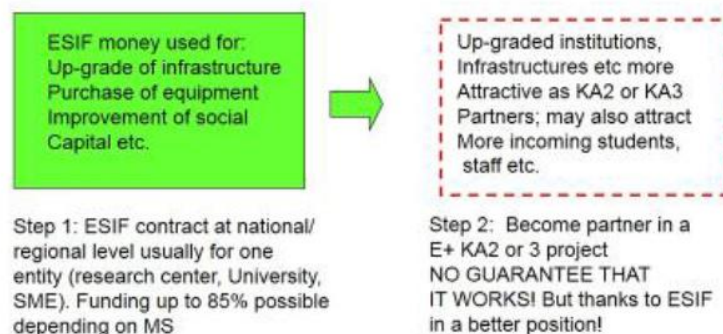 ESIF money used for:
Up-grade of infrastructure
Purchase of equipment
Improvement of social
Capital etc.
Up-graded institutions,
Infrastructures etc more
Attractive as KA2 or KA3
Partners; may also attract
More incoming students,
staff etc.
Step 1: ESIF contract at national/
regional level usually for one
entity (research center, University,
SME). Funding up to 85% possible
depending on MS
Step 2: Become partner in a
E+ KA2 or 3 project
NO GUARANTEE THAT
IT WORKS! But thanks to ESIF
in a better position!